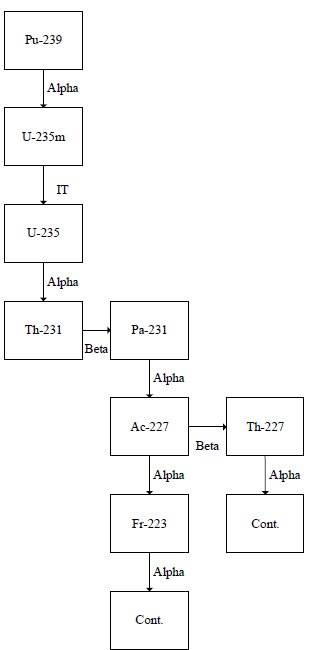 Pu-239
Alpha
U-235m
IT
U-235
Alpha
Th-231
Beta
Pa-231
Alpha
Ac-227
Beta
Th-227
Alpha
Alpha
Fr-223
Cont.
Alpha
Cont.